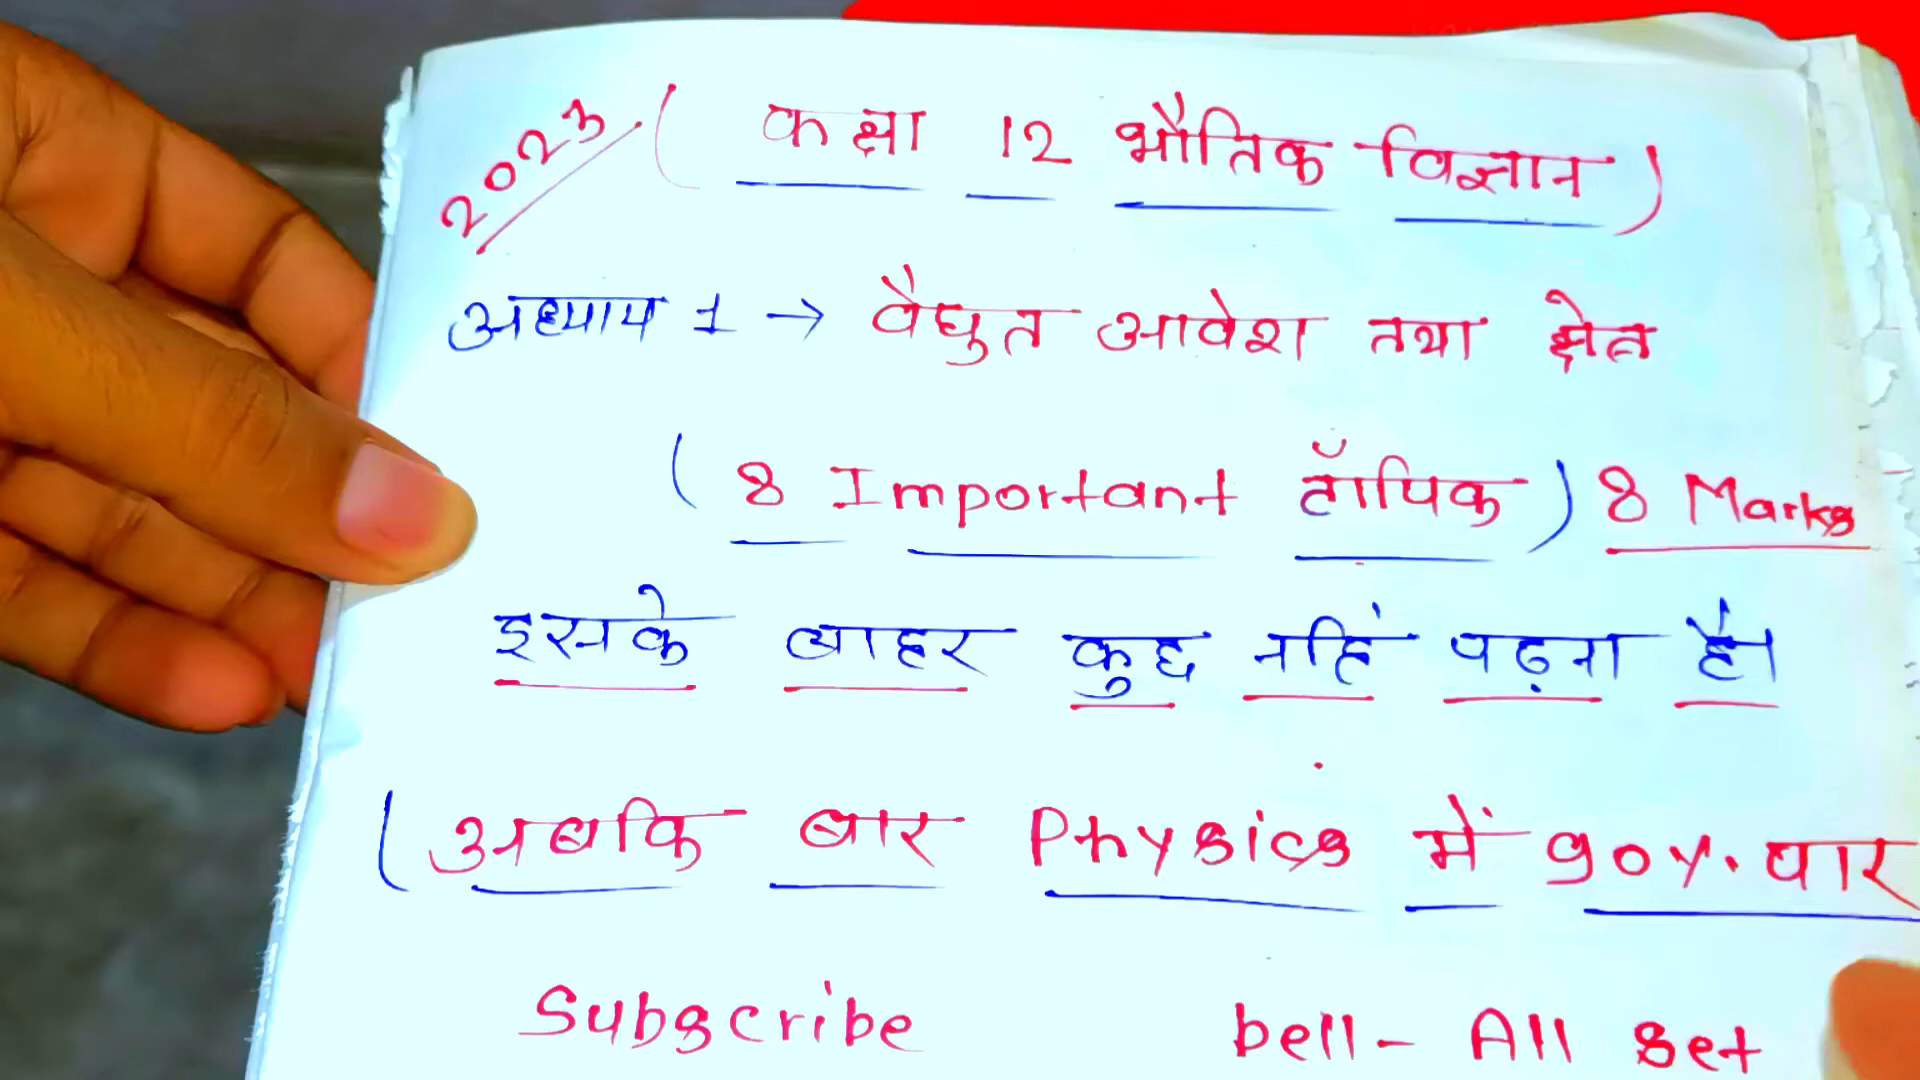 2023 (कक्षा 12 भौतिक विज्ञान)
अध्याय 1 → वैघुत आवेश तथा क्षेत्र
(8 Important टॉपिक) 8 Marks
इसके बाहर कुछ नहिं पढ़ना है।
(अबकि बार Physics में 90%. पार
Subscribe bell - All set